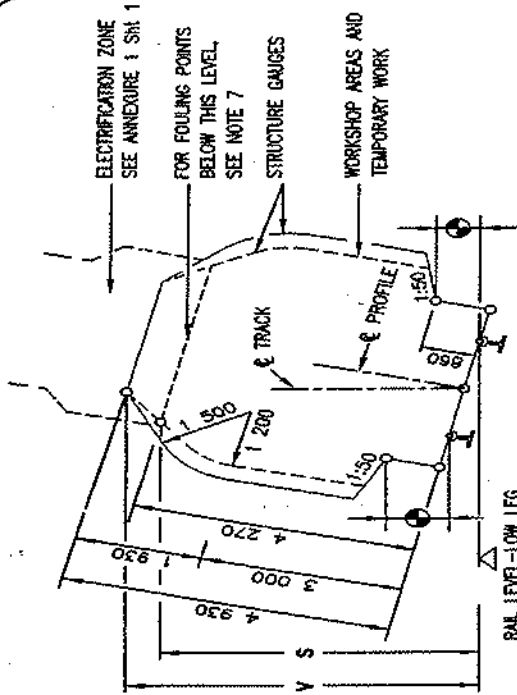 ELECTRIFICATION ZONE
SEE ANNEXURE 1 Sht 1
FOR FOULING POINTS
BELOW THIS LEVEL,
SEE NOTE 7
STRUCTURE GAUGES
WORKSHOP AREAS AND
TEMPORARY WORK
1:50
860
℄ PROFILE
℄ TRACK
1 500
1 200
1:50
4 270
1 930
3 000
4 930
S
V
RAIL LEVEL-LOW LEG